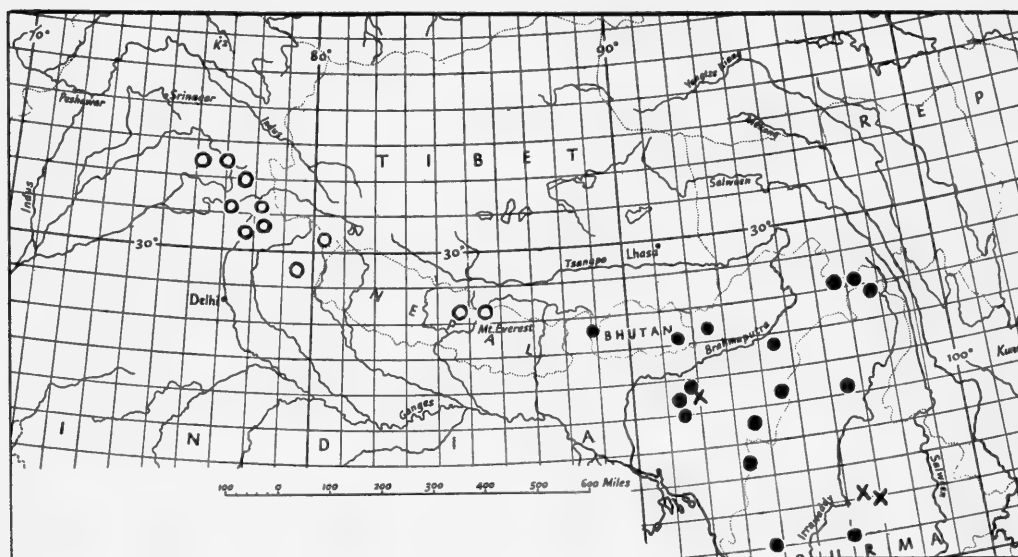 70°
K2
80°
90°
Yangtze Kiang
Peshawar
Srinagar
Indus
Mekong
R E P
T I B E T
Salween
Indus
30°
30°
Tsangpo
Lhasa
30°
Delhi
N E P A L
Mt. Everest
BHUTAN
Brahmaputra
100°
Ganges
I N D I A
Salween
100 0 100 200 300 400 500 600 Miles
Irrawaddy
B U R M A